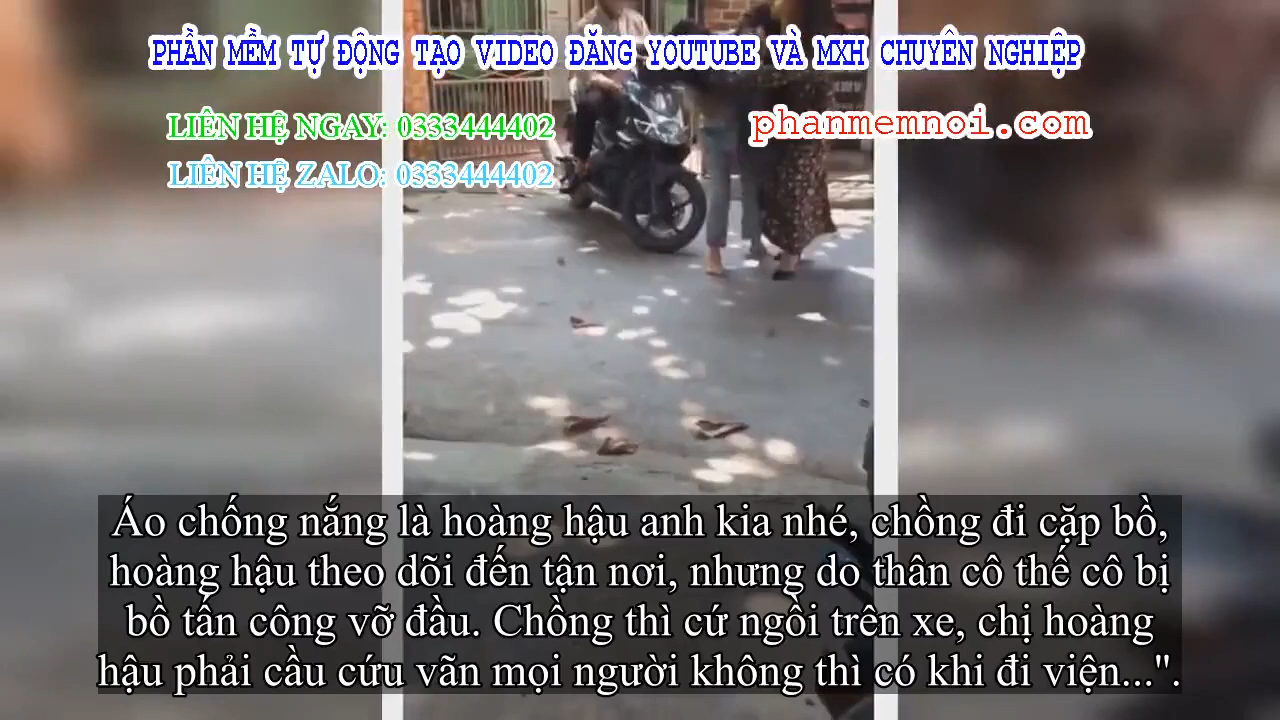 PHẦN MỀM TỰ ĐỘNG TẠO VIDEO ĐĂNG YOUTUBE VÀ MXH CHUYÊN NGHIỆP
LIÊN HỆ NGAY: 0333444402
phanmemnoi.com
LIÊN HỆ ZALO: 0333444402
Áo chống nắng là hoàng hậu anh kia nhé, chồng đi cặp bồ,
hoàng hậu theo dõi đến tận nơi, nhưng do thân cô thế cô bị
bồ tấn công vỡ đầu. Chồng thì cứ ngồi trên xe, chị hoàng
hậu phải cầu cứu vãn mọi người không thì có khi đi viện...".